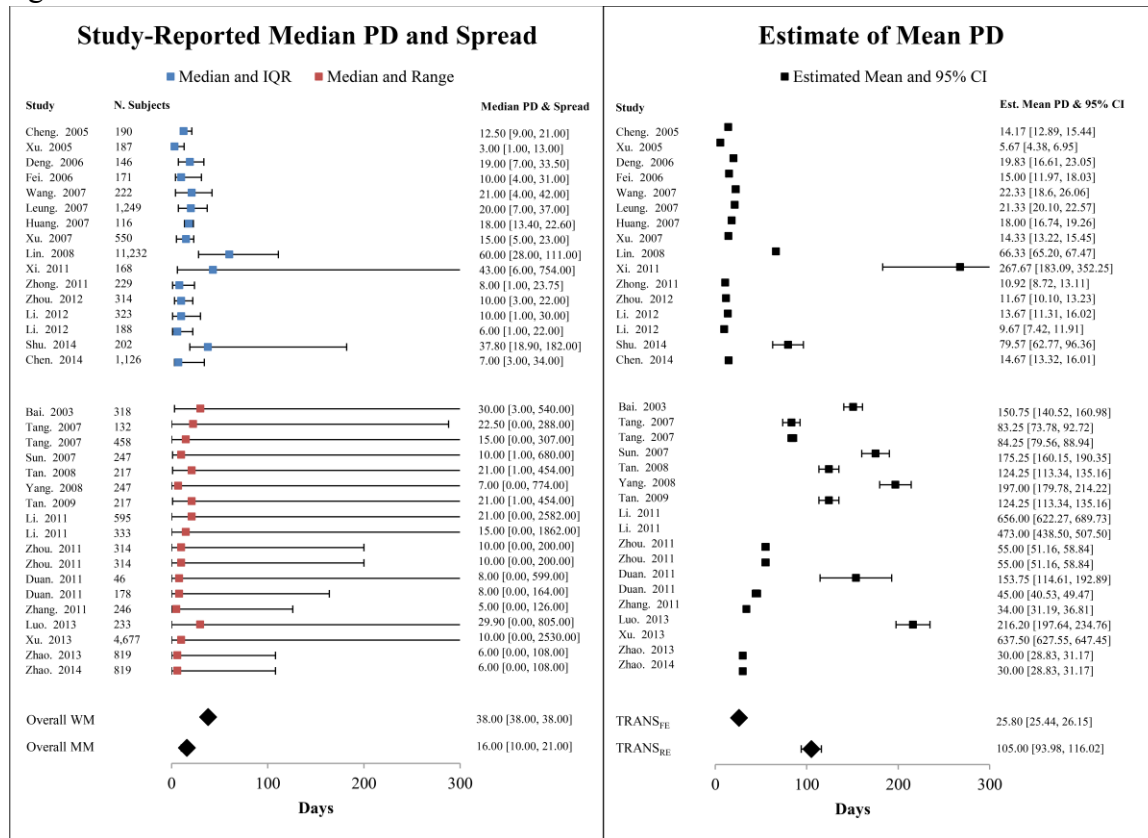 Study-Reported Median PD and Spread
Median and IQR Median and Range
Study N. Subjects Median PD & Spread
Cheng. 2005 190 12.50 [9.00, 21.00]
Xu. 2005 187 3.00 [1.00, 13.00]
Deng. 2006 146 19.00 [7.00, 33.50]
Fei. 2006 171 10.00 [4.00, 31.00]
Wang. 2007 222 21.00 [4.00, 42.00]
Leung. 2007 1,249 20.00 [7.00, 37.00]
Huang. 2007 116 18.00 [13.40, 22.60]
Xu. 2007 550 15.00 [5.00, 23.00]
Lin. 2008 11,232 60.00 [28.00, 111.00]
Xi. 2011 168 43.00 [6.00, 754.00]
Zhong. 2011 229 8.00 [1.00, 23.75]
Zhou. 2012 314 10.00 [3.00, 22.00]
Li. 2012 323 10.00 [1.00, 30.00]
Li. 2012 188 6.00 [1.00, 22.00]
Shu. 2014 202 37.80 [18.90, 182.00]
Chen. 2014 1,126 7.00 [3.00, 34.00]
Bai. 2003 318 30.00 [3.00, 540.00]
Tang. 2007 132 22.50 [0.00, 288.00]
Tang. 2007 458 15.00 [0.00, 307.00]
Sun. 2007 247 10.00 [1.00, 680.00]
Tan. 2008 217 21.00 [1.00, 454.00]
Yang. 2008 247 7.00 [0.00, 774.00]
Tan. 2009 217 21.00 [1.00, 454.00]
Li. 2011 595 21.00 [0.00, 2582.00]
Li. 2011 333 15.00 [0.00, 1862.00]
Zhou. 2011 314 10.00 [0.00, 200.00]
Zhou. 2011 314 10.00 [0.00, 200.00]
Duan. 2011 46 8.00 [0.00, 599.00]
Duan. 2011 178 8.00 [0.00, 164.00]
Zhang. 2011 246 5.00 [0.00, 126.00]
Luo. 2013 233 29.90 [0.00, 805.00]
Xu. 2013 4,677 10.00 [0.00, 2530.00]
Zhao. 2013 819 6.00 [0.00, 108.00]
Zhao. 2014 819 6.00 [0.00, 108.00]
Overall WM 38.00 [38.00, 38.00]
Overall MM 16.00 [10.00, 21.00]
0 100 200 300
Days
Estimate of Mean PD
Estimated Mean and 95% CI
Study Est. Mean PD & 95% CI
Cheng. 2005 14.17 [12.89, 15.44]
Xu. 2005 5.67 [4.38, 6.95]
Deng. 2006 19.83 [16.61, 23.05]
Fei. 2006 15.00 [11.97, 18.03]
Wang. 2007 22.33 [18.6, 26.06]
Leung. 2007 21.33 [20.10, 22.57]
Huang. 2007 18.00 [16.74, 19.26]
Xu. 2007 14.33 [13.22, 15.45]
Lin. 2008 66.33 [65.20, 67.47]
Xi. 2011 267.67 [183.09, 352.25]
Zhong. 2011 10.92 [8.72, 13.11]
Zhou. 2012 11.67 [10.10, 13.23]
Li. 2012 13.67 [11.31, 16.02]
Li. 2012 9.67 [7.42, 11.91]
Shu. 2014 79.57 [62.77, 96.36]
Chen. 2014 14.67 [13.32, 16.01]
Bai. 2003 150.75 [140.52, 160.98]
Tang. 2007 83.25 [73.78, 92.72]
Tang. 2007 84.25 [79.56, 88.94]
Sun. 2007 175.25 [160.15, 190.35]
Tan. 2008 124.25 [113.34, 135.16]
Yang. 2008 197.00 [179.78, 214.22]
Tan. 2009 124.25 [113.34, 135.16]
Li. 2011 656.00 [622.27, 689.73]
Li. 2011 473.00 [438.50, 507.50]
Zhou. 2011 55.00 [51.16, 58.84]
Zhou. 2011 55.00 [51.16, 58.84]
Duan. 2011 153.75 [114.61, 192.89]
Duan. 2011 45.00 [40.53, 49.47]
Zhang. 2011 34.00 [31.19, 36.81]
Luo. 2013 216.20 [197.64, 234.76]
Xu. 2013 637.50 [627.55, 647.45]
Zhao. 2013 30.00 [28.83, 31.17]
Zhao. 2014 30.00 [28.83, 31.17]
TRANS_FE 25.80 [25.44, 26.15]
TRANS_RE 105.00 [93.98, 116.02]
0 100 200 300
Days